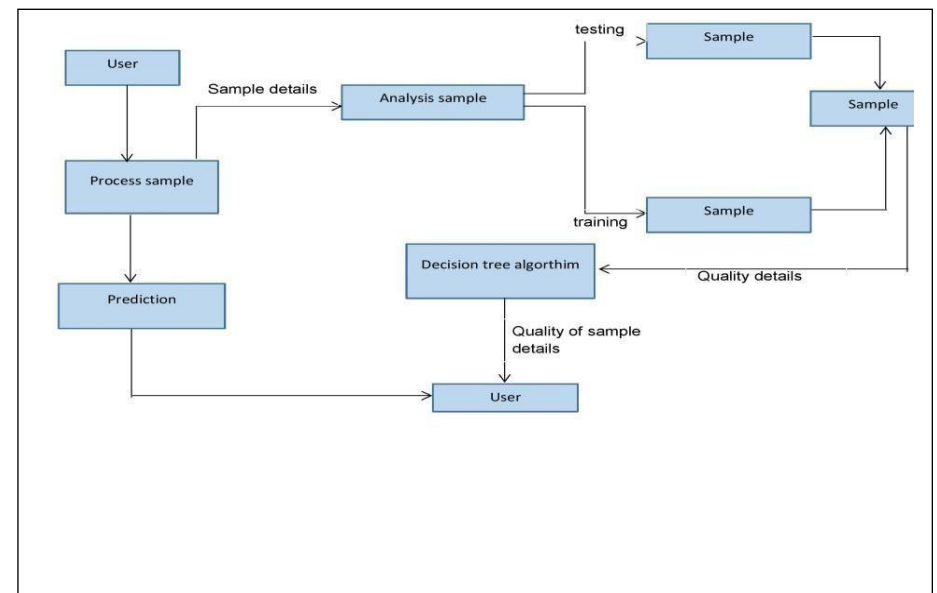 testing
Sample
User
Sample details
Analysis sample
Sample
Process sample
training
Sample
Decision tree algorthim
Quality details
Prediction
Quality of sample
details
User